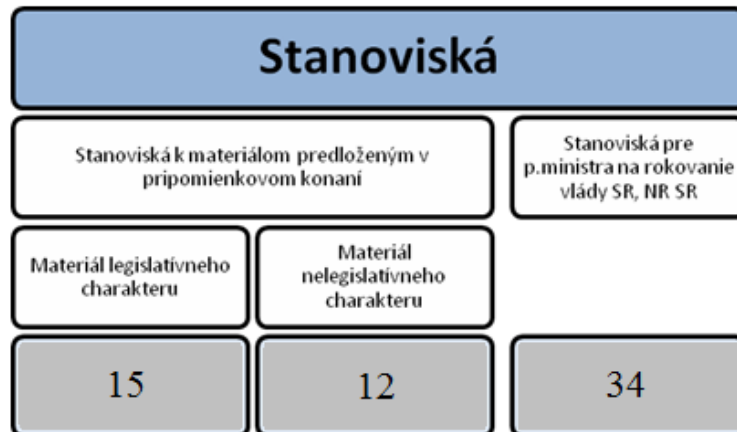 Stanoviská
Stanoviská k materiálom predloženým v
pripomienkovom konaní
Stanoviská pre
p.ministra na rokovanie
vlády SR, NR SR
Materiál legislatívneho
charakteru
Materiál
nelegislatívneho
charakteru
15
12
34